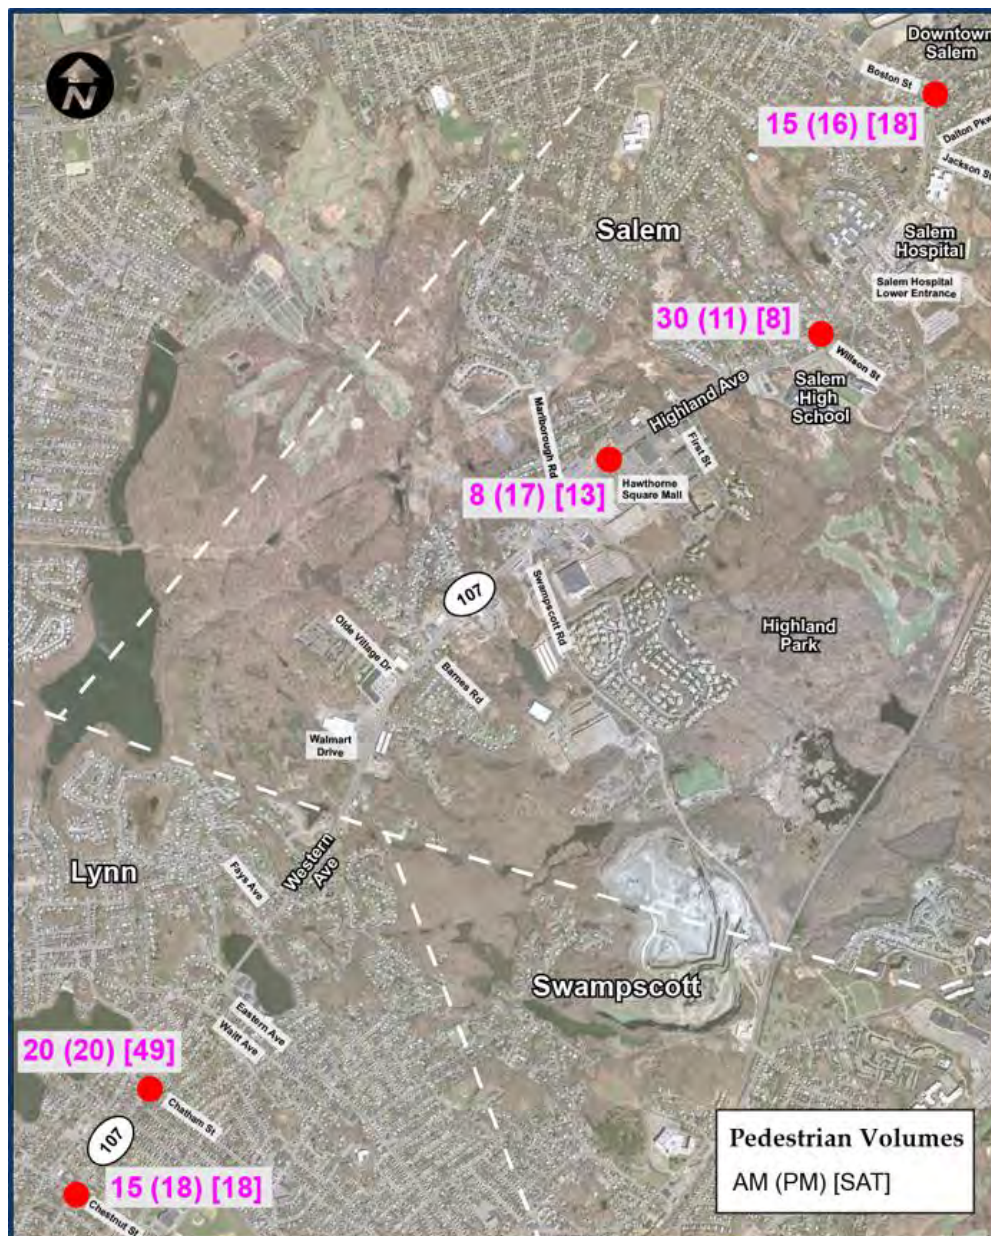 N
Downtown
Salem
Boston St
15 (16) [18]
Dalton Pkwy
Jackson St
Salem
Salem
Hospital
Salem Hospital
Lower Entrance
30 (11) [8]
Willson St
Highland Ave
Salem
High
School
Marlborough Rd
First St
8 (17) [13]
Hawthorne
Square Mall
107
Swampscott Rd
Olde Village Dr
Barnes Rd
Highland
Park
Walmart
Drive
Western
Ave
Lynn
Fays Ave
Swampscott
Eastern Ave
Waitt Ave
20 (20) [49]
Chatham St
107
15 (18) [18]
Chestnut St
Pedestrian Volumes
AM (PM) [SAT]